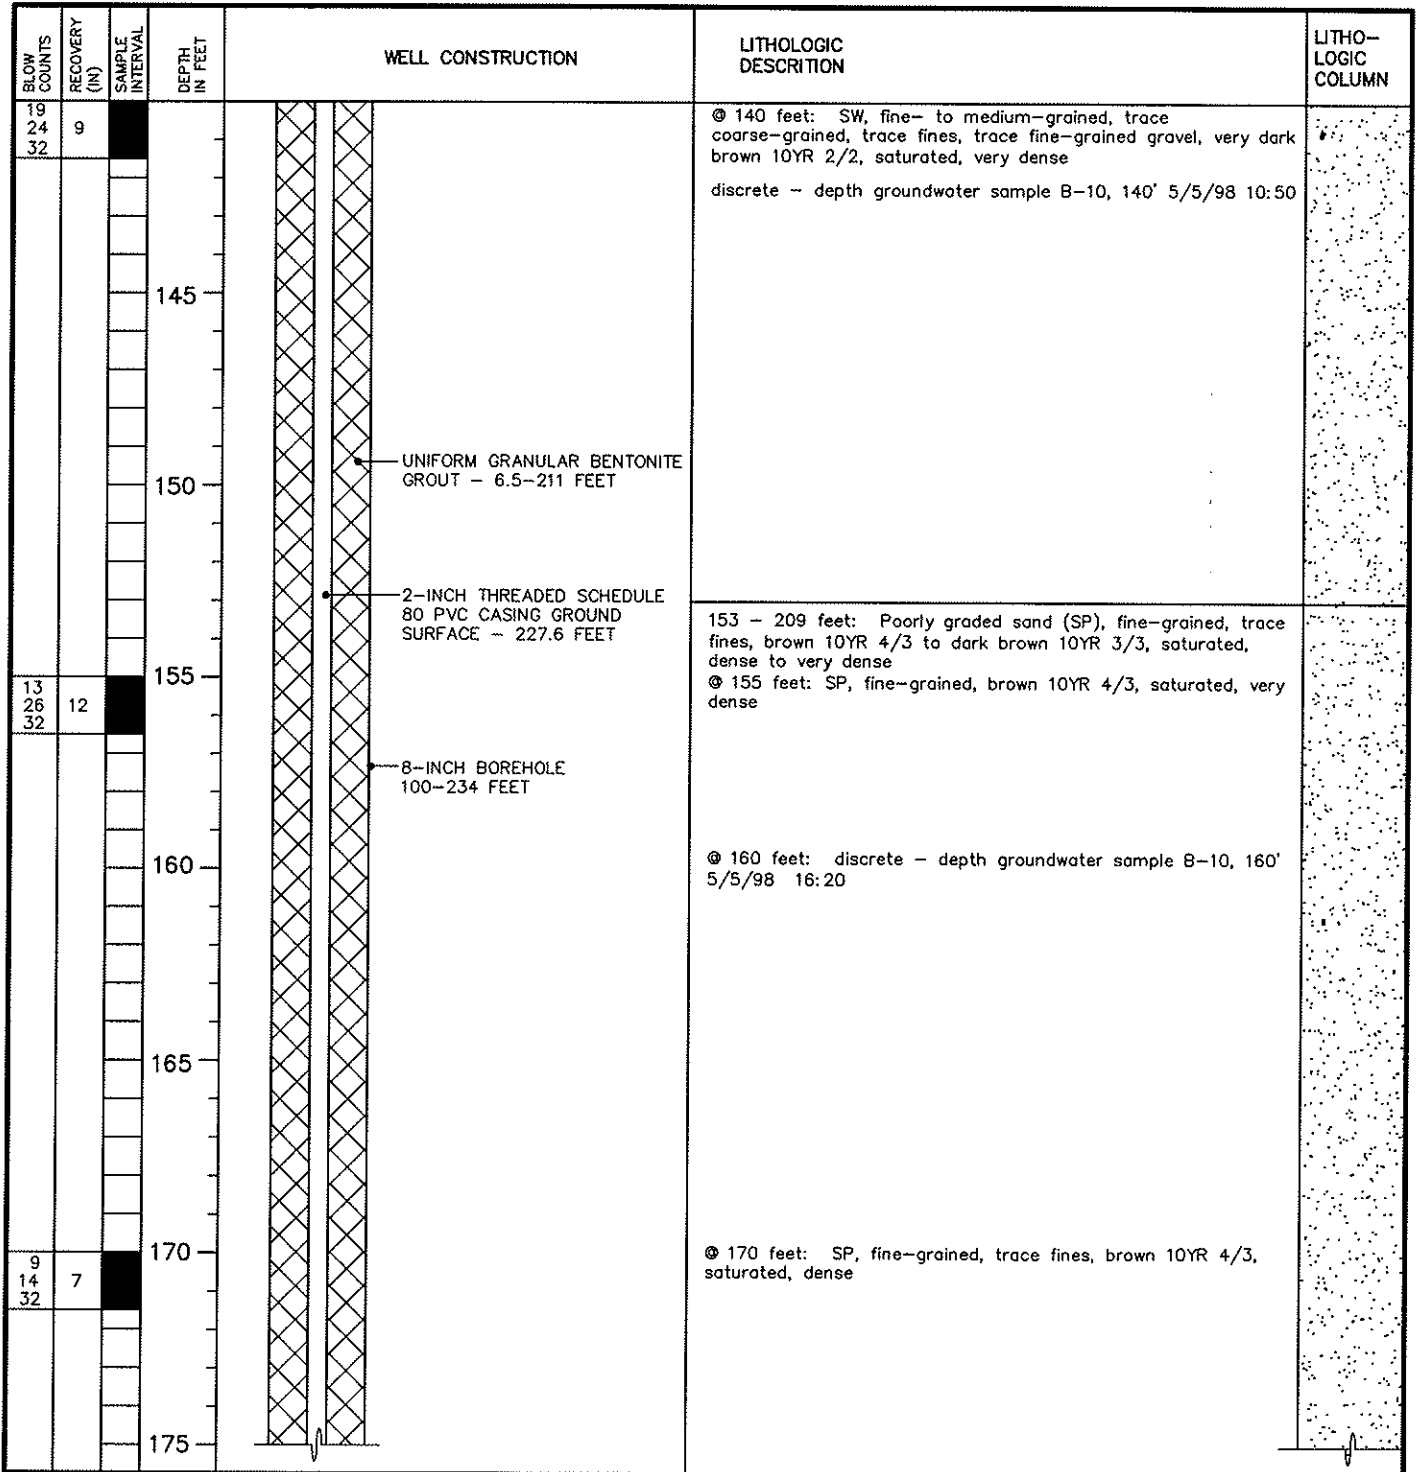 BLOW
COUNTS
RECOVERY
(IN)
SAMPLE
INTERVAL
DEPTH
IN FEET
WELL CONSTRUCTION
LITHOLOGIC
DESCRITION
LITHO-
LOGIC
COLUMN
19
24
32
9
@ 140 feet: SW, fine- to medium-grained, trace
coarse-grained, trace fines, trace fine-grained gravel, very dark
brown 10YR 2/2, saturated, very dense
discrete - depth groundwater sample B-10, 140' 5/5/98 10:50
145
UNIFORM GRANULAR BENTONITE
GROUT - 6.5-211 FEET
150
2-INCH THREADED SCHEDULE
80 PVC CASING GROUND
SURFACE - 227.6 FEET
153 - 209 feet: Poorly graded sand (SP), fine-grained, trace
fines, brown 10YR 4/3 to dark brown 10YR 3/3, saturated,
dense to very dense
155
13
26
32
12
@ 155 feet: SP, fine-grained, brown 10YR 4/3, saturated, very
dense
8-INCH BOREHOLE
100-234 FEET
160
@ 160 feet: discrete - depth groundwater sample B-10, 160'
5/5/98 16:20
165
170
9
14
32
7
@ 170 feet: SP, fine-grained, trace fines, brown 10YR 4/3,
saturated, dense
175